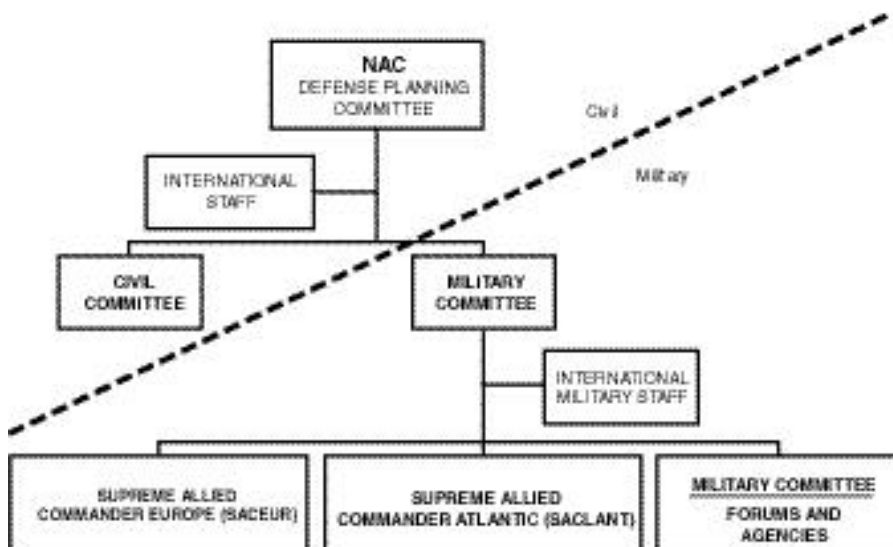 NAC
DEFENSE PLANNING
COMMITTEE
Civil
Military
INTERNATIONAL
STAFF
CIVIL
COMMITTEE
MILITARY
COMMITTEE
INTERNATIONAL
MILITARY STAFF
SUPREME ALLIED
COMMANDER EUROPE (SACEUR)
SUPREME ALLIED
COMMANDER ATLANTIC (SACLANT)
MILITARY COMMITTEE
FORUMS AND
AGENCIES